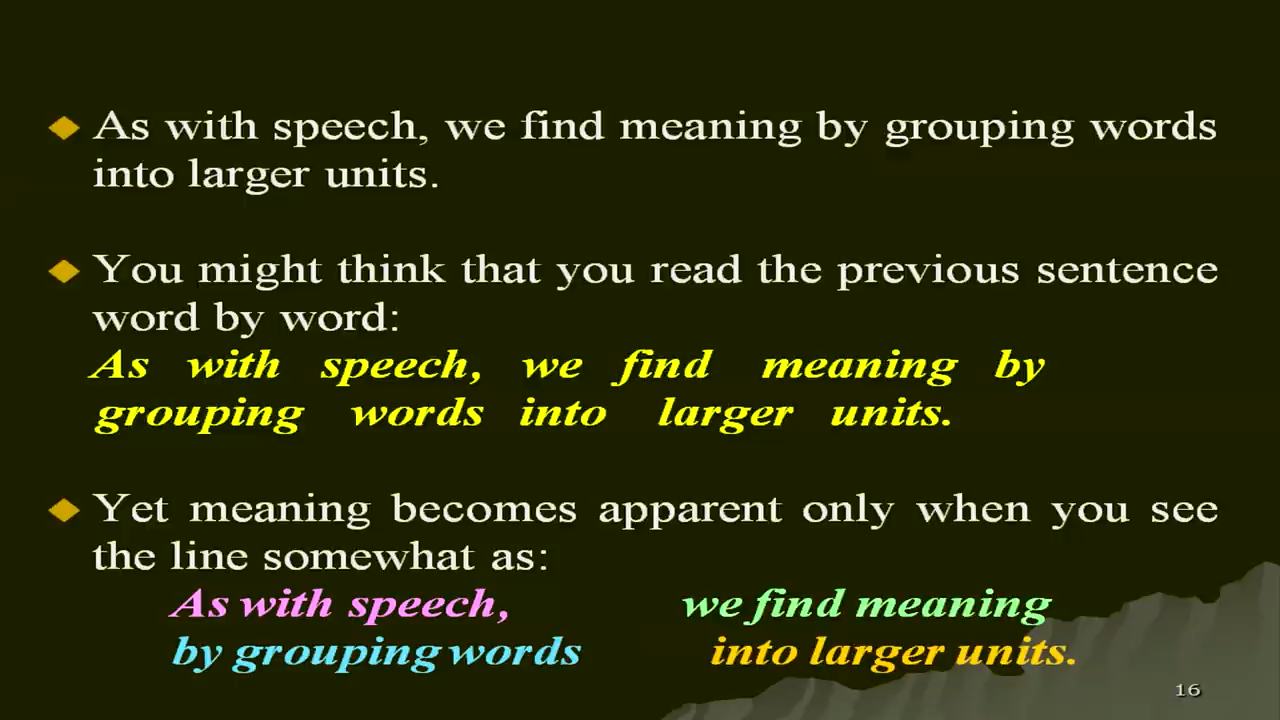 As with speech, we find meaning by grouping words
into larger units.
You might think that you read the previous sentence
word by word:
As with speech, we find meaning by
grouping words into larger units.
Yet meaning becomes apparent only when you see
the line somewhat as:
As with speech, we find meaning
by grouping words into larger units.
16